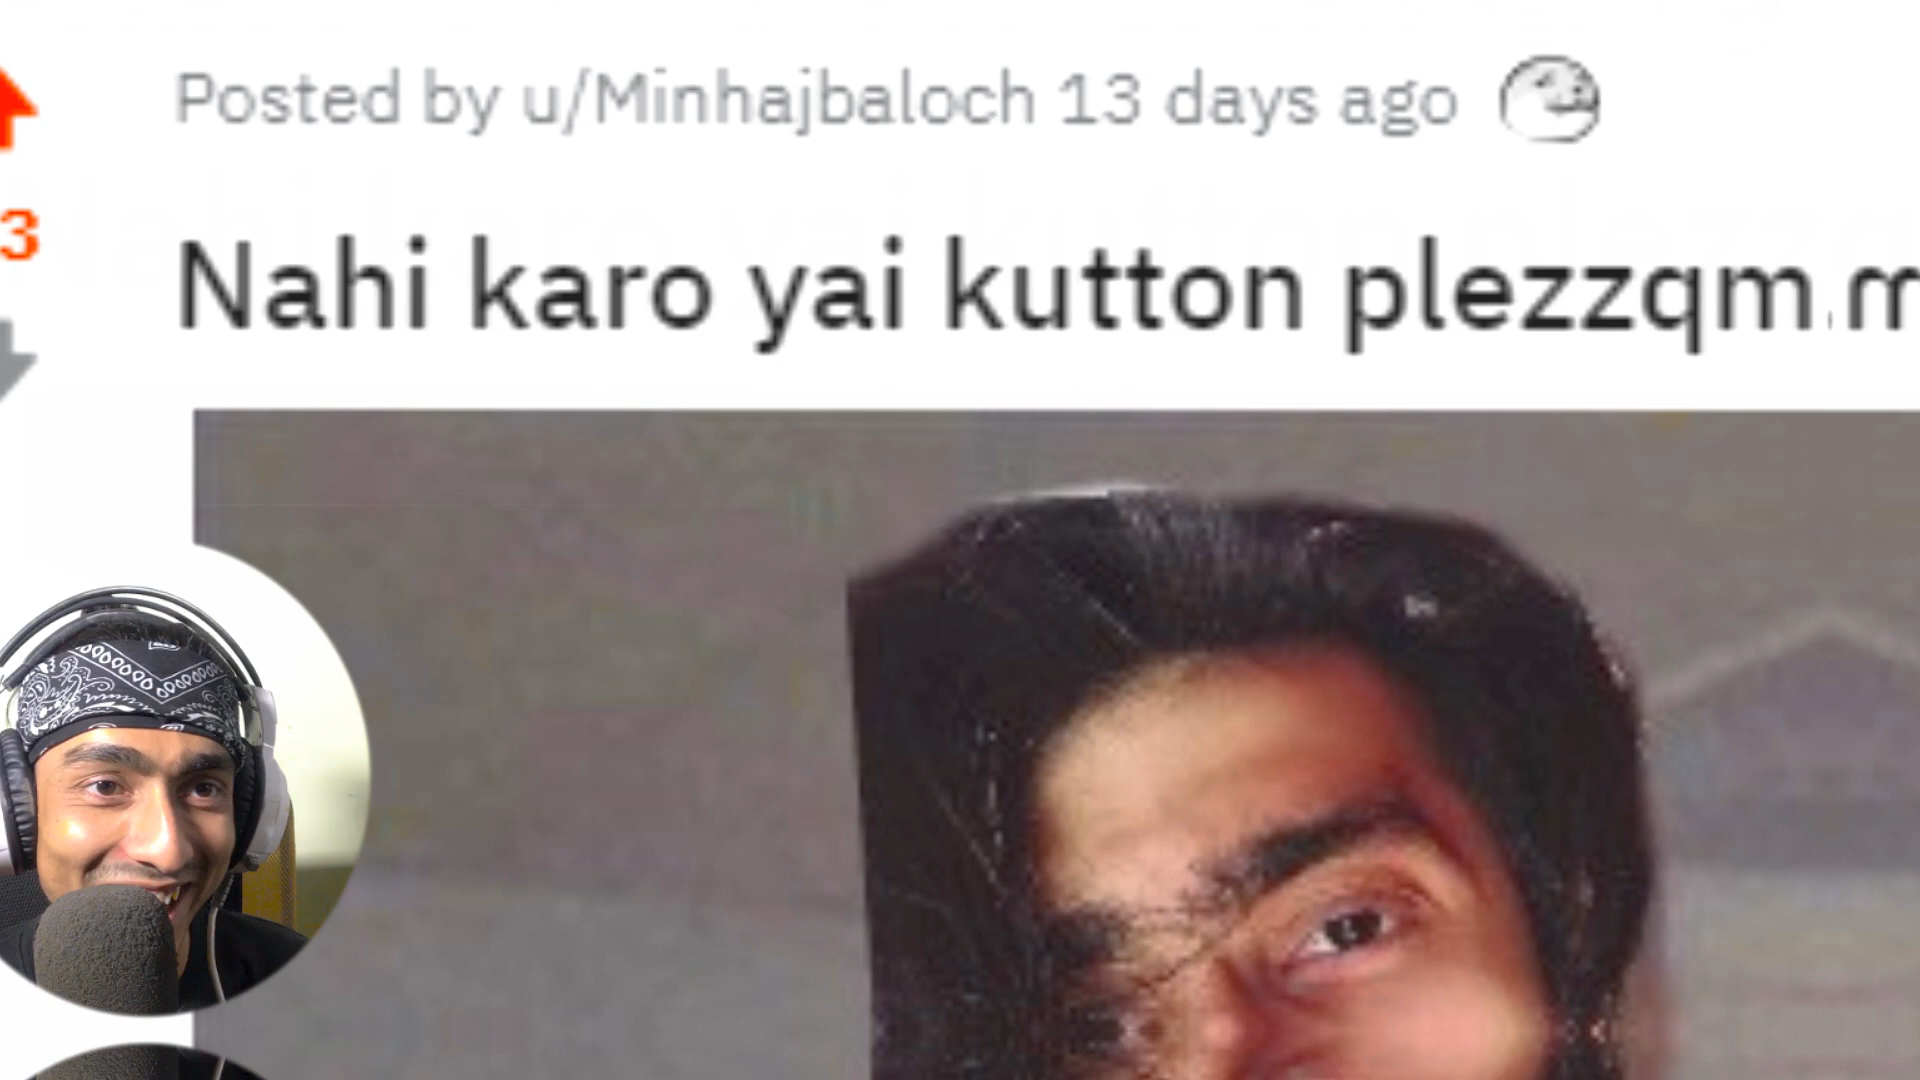 Posted by u/Minhajbaloch 13 days ago
3
Nahi karo yai kutton plezzqm.m